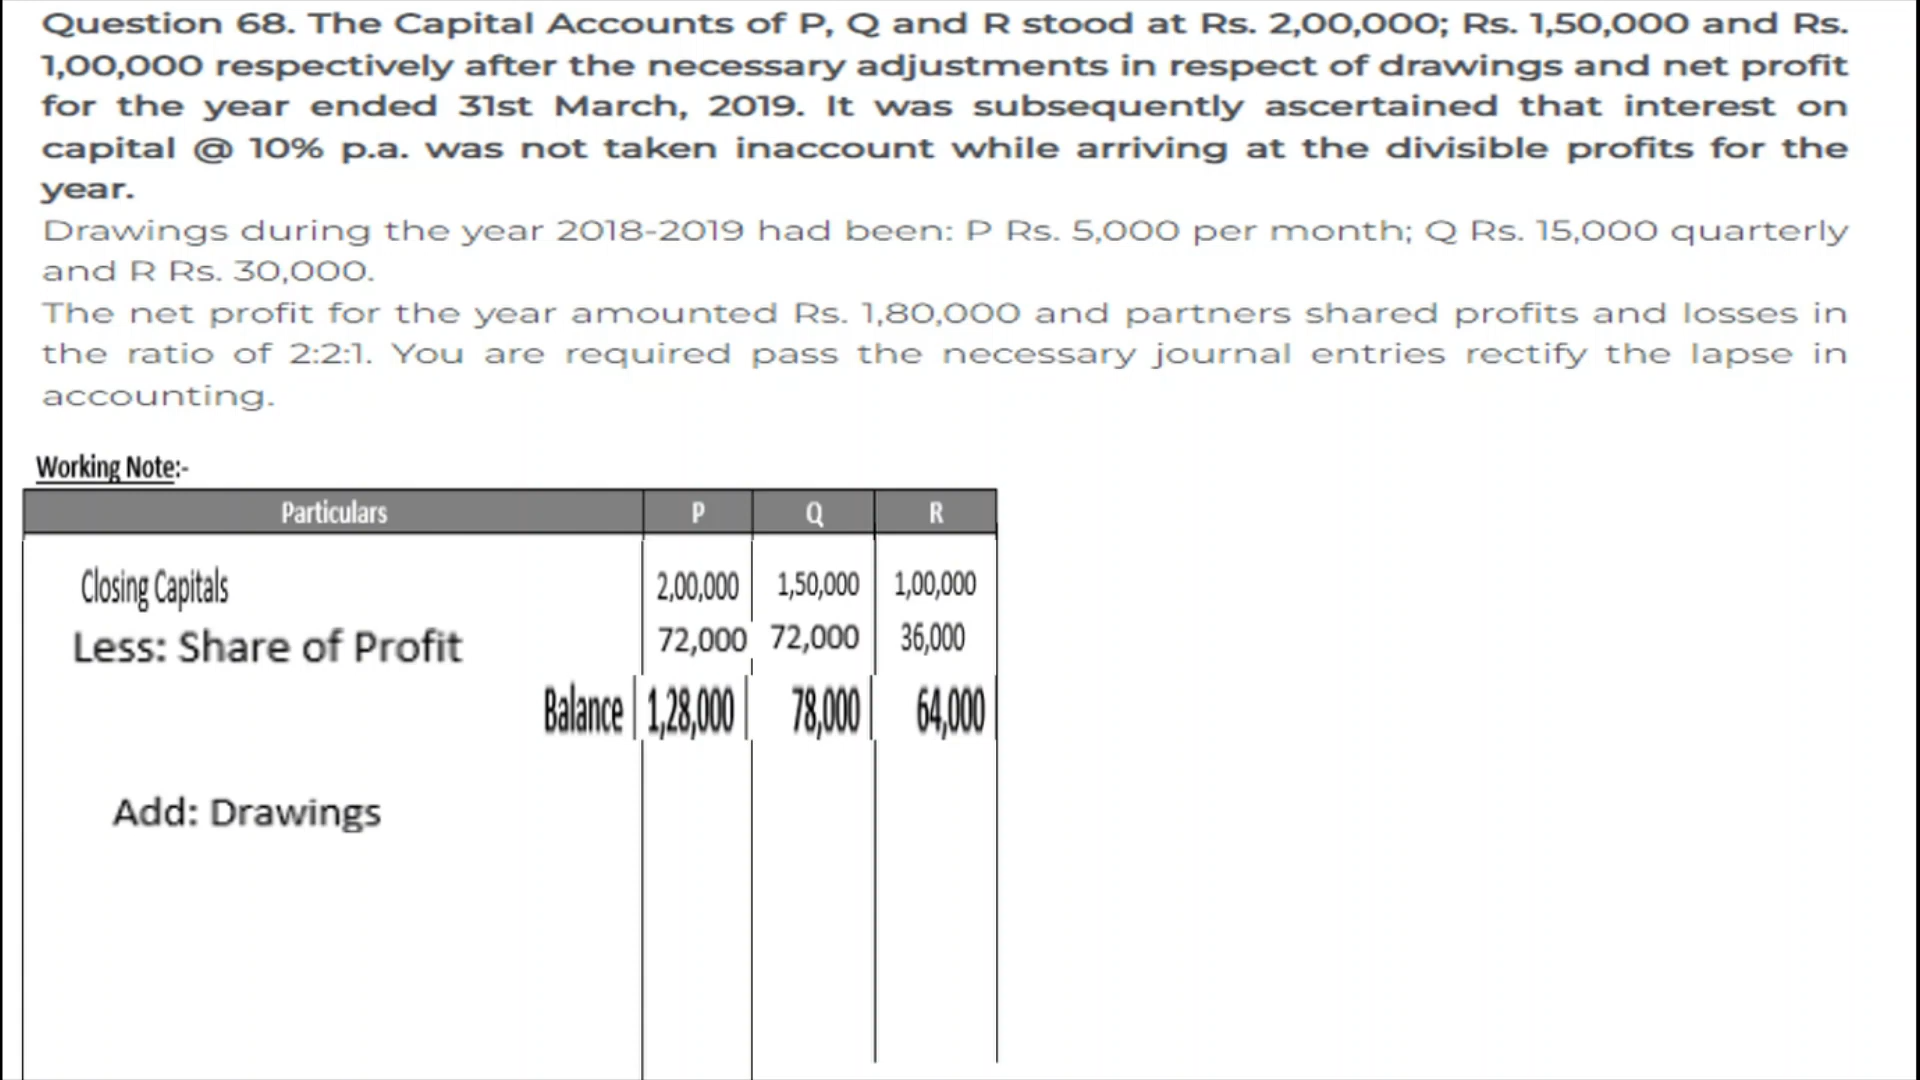 Question 68. The Capital Accounts of P, Q and R stood at Rs. 2,00,000; Rs. 1,50,000 and Rs.
1,00,000 respectively after the necessary adjustments in respect of drawings and net profit
for the year ended 31st March, 2019. It was subsequently ascertained that interest on
capital @ 10% p.a. was not taken inaccount while arriving at the divisible profits for the
year.
Drawings during the year 2018-2019 had been: P Rs. 5,000 per month; Q Rs. 15,000 quarterly
and R Rs. 30,000.
The net profit for the year amounted Rs. 1,80,000 and partners shared profits and losses in
the ratio of 2:2:1. You are required pass the necessary journal entries rectify the lapse in
accounting.
Working Note:-
Particulars P Q R
Closing Capitals 2,00,000 1,50,000 1,00,000
Less: Share of Profit 72,000 72,000 36,000
Balance 1,28,000 78,000 64,000
Add: Drawings